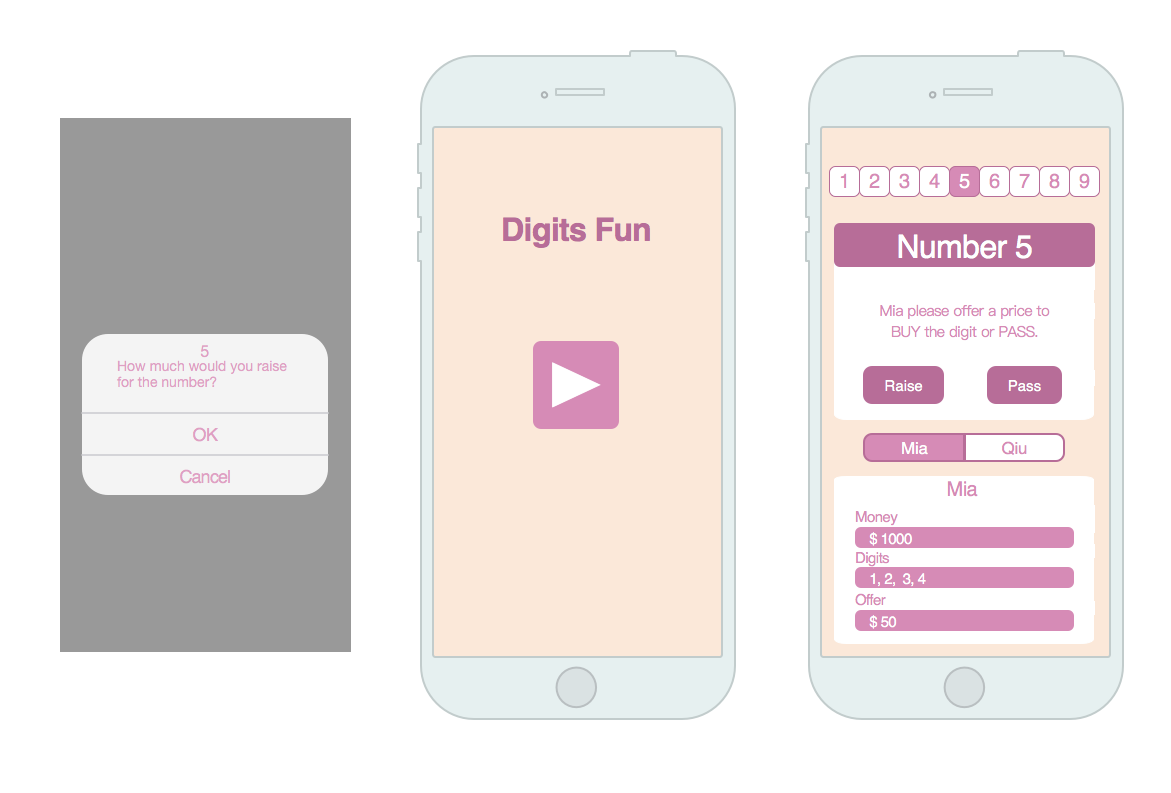 5
How much would you raise
for the number?
OK
Cancel
Digits Fun
1 2 3 4 5 6 7 8 9
Number 5
Mia please offer a price to
BUY the digit or PASS.
Raise Pass
Mia Qiu
Mia
Money
$ 1000
Digits
1, 2, 3, 4
Offer
$ 50